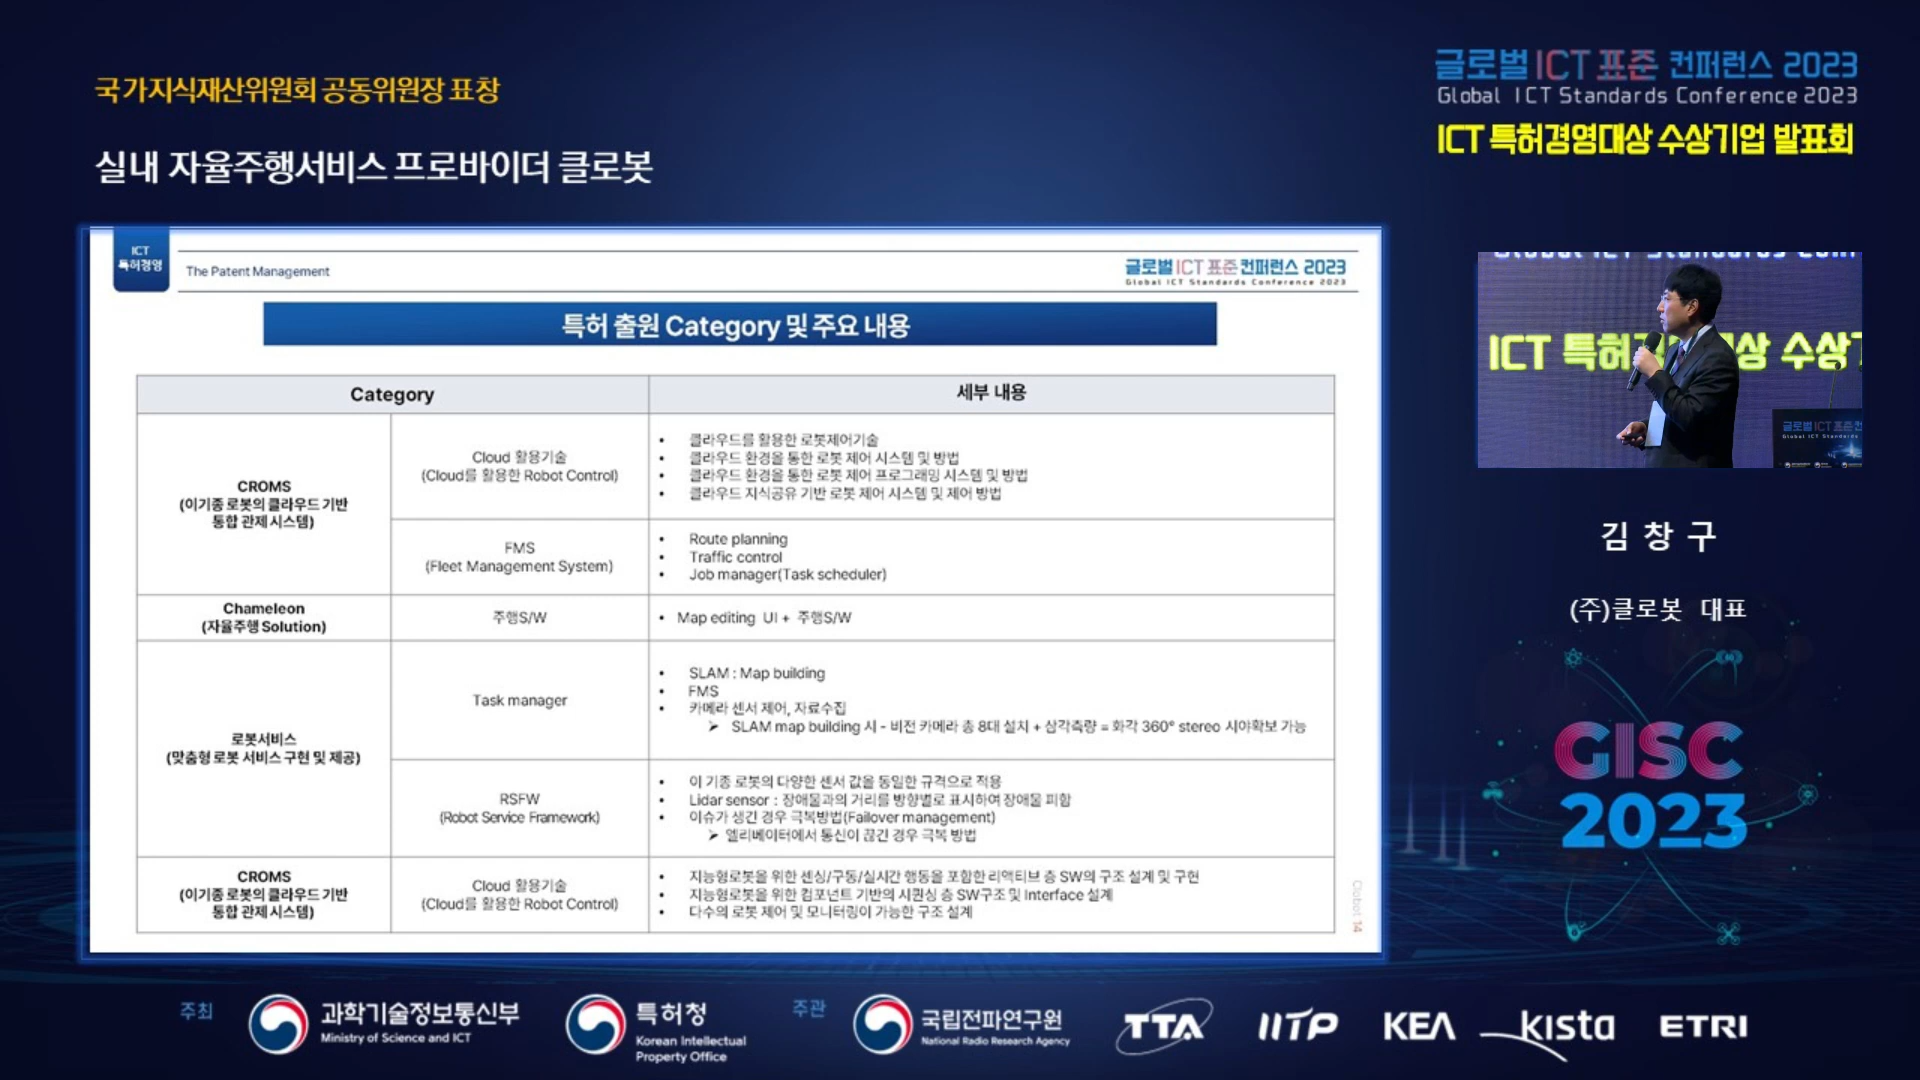 국가지식재산위원회 공동위원장 표창
실내 자율주행서비스 프로바이더 클로봇
글로벌 ICT 표준 컨퍼런스 2023
Global ICT Standards Conference 2023
ICT 특허경영대상 수상기업 발표회
ICT
특허경영
The Patent Management
글로벌 ICT 표준 컨퍼런스 2023
Global ICT Standards Conference 2023
특허 출원 Category 및 주요 내용
Category
세부 내용
CROMS
(이기종 로봇의 클라우드 기반
통합 관제 시스템)
Cloud 활용기술
(Cloud를 활용한 Robot Control)
• 클라우드를 활용한 로봇제어기술
• 클라우드 환경을 통한 로봇 제어 시스템 및 방법
• 클라우드 환경을 통한 로봇 제어 프로그래밍 시스템 및 방법
• 클라우드 지식공유 기반 로봇 제어 시스템 및 제어 방법
FMS
(Fleet Management System)
• Route planning
• Traffic control
• Job manager(Task scheduler)
Chameleon
(자율주행 Solution)
주행S/W
• Map editing UI + 주행S/W
로봇서비스
(맞춤형 로봇 서비스 구현 및 제공)
Task manager
• SLAM : Map building
• FMS
• 카메라 센서 제어, 자료수집
➢ SLAM map building 시 - 비전 카메라 총 8대 설치 + 삼각측량 = 화각 360° stereo 시야확보 가능
RSFW
(Robot Service Framework)
• 이 기종 로봇의 다양한 센서 값을 동일한 규격으로 적용
• Lidar sensor : 장애물과의 거리를 방향별로 표시하여 장애물 피함
• 이슈가 생긴 경우 극복방법(Failover management)
➢ 엘리베이터에서 통신이 끊긴 경우 극복 방법
CROMS
(이기종 로봇의 클라우드 기반
통합 관제 시스템)
Cloud 활용기술
(Cloud를 활용한 Robot Control)
• 지능형로봇을 위한 센싱/구동/실시간 행동을 포함한 리액티브 층 SW의 구조 설계 및 구현
• 지능형로봇을 위한 컴포넌트 기반의 시퀀싱 층 SW구조 및 Interface 설계
• 다수의 로봇 제어 및 모니터링이 가능한 구조 설계
Clobot 14
Global ICT Standards Conf
ICT 특허경 상 수상기
글로벌 ICT 표준 컨
Global ICT Standards
김창구
(주)클로봇 대표
GISC
2023
주최
과학기술정보통신부
Ministry of Science and ICT
특허청
Korean Intellectual
Property Office
주관
국립전파연구원
National Radio Research Agency
TTA
IITP
KEA
kista
ETRI